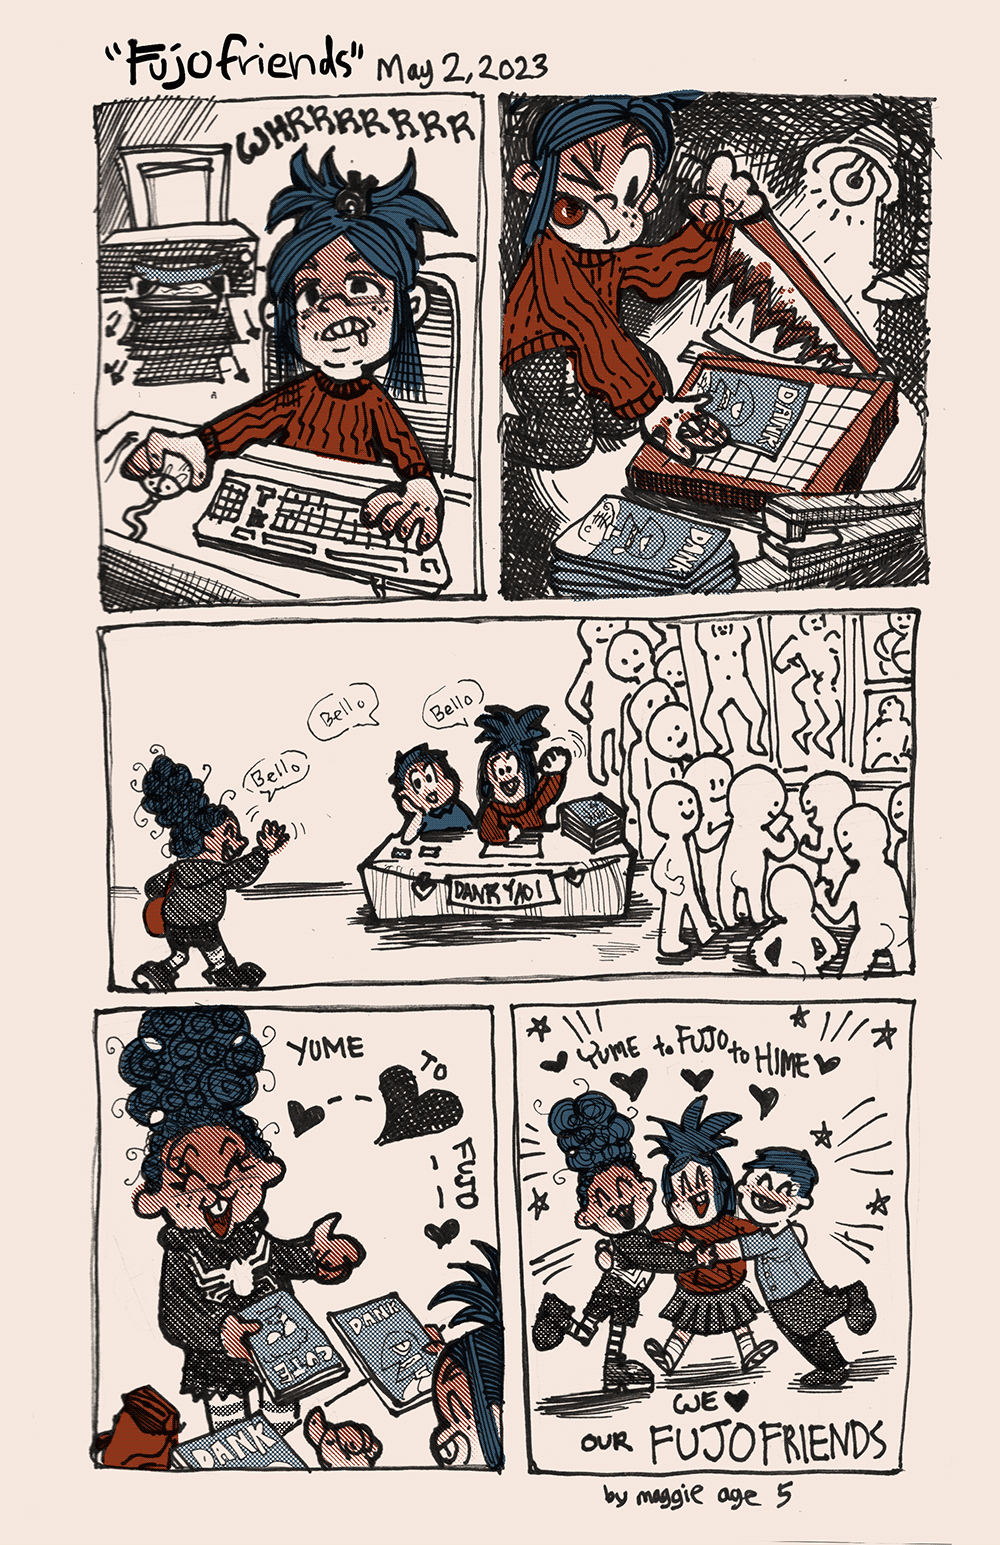 "Fujofriends" May 2, 2023
WHRRRRRRRR
DANK
DANK
Bello
Bello
Bello
DANK YAOI
YUME
TO
FUJO
CUTE
DANK
DANK
YUME to FUJO to HIME
WE ♥
OUR FUJOFRIENDS
by maggie age 5